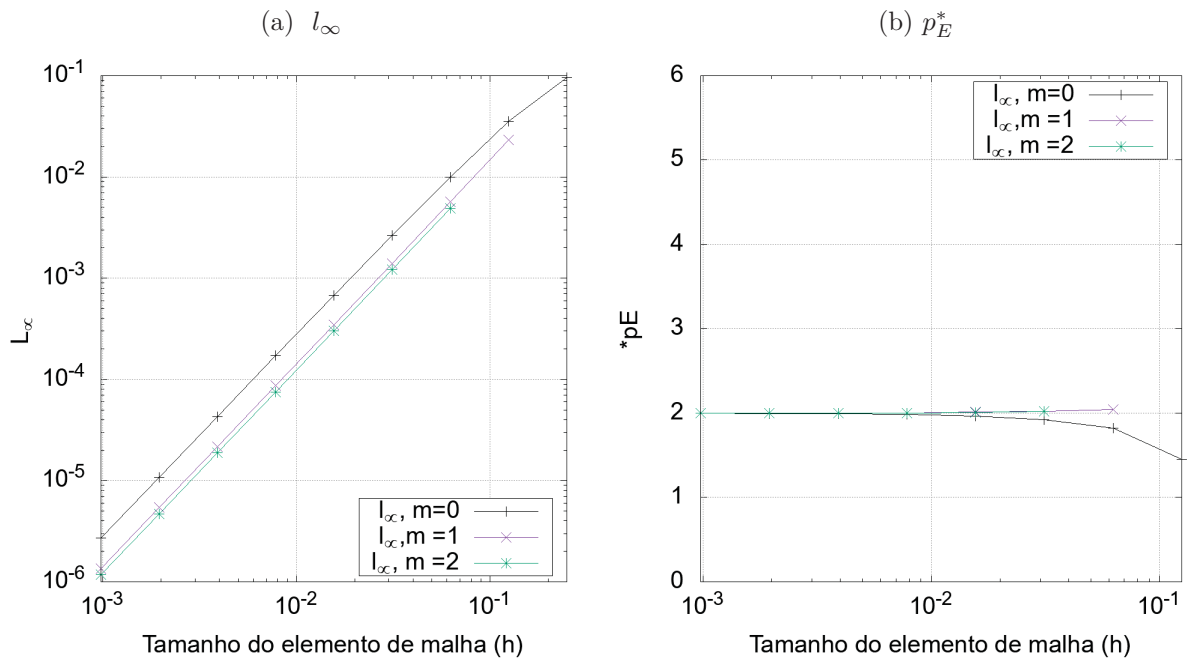 (a) l∞
10⁻¹
10⁻²
10⁻³
10⁻⁴
10⁻⁵
10⁻⁶
L∝
l∞, m=0
l∞,m =1
l∞, m =2
10⁻³ 10⁻² 10⁻¹
Tamanho do elemento de malha (h)
(b) p*E
6
5
4
3
2
1
0
*pE
l∞, m=0
l∞,m =1
l∞, m =2
10⁻³ 10⁻² 10⁻¹
Tamanho do elemento de malha (h)